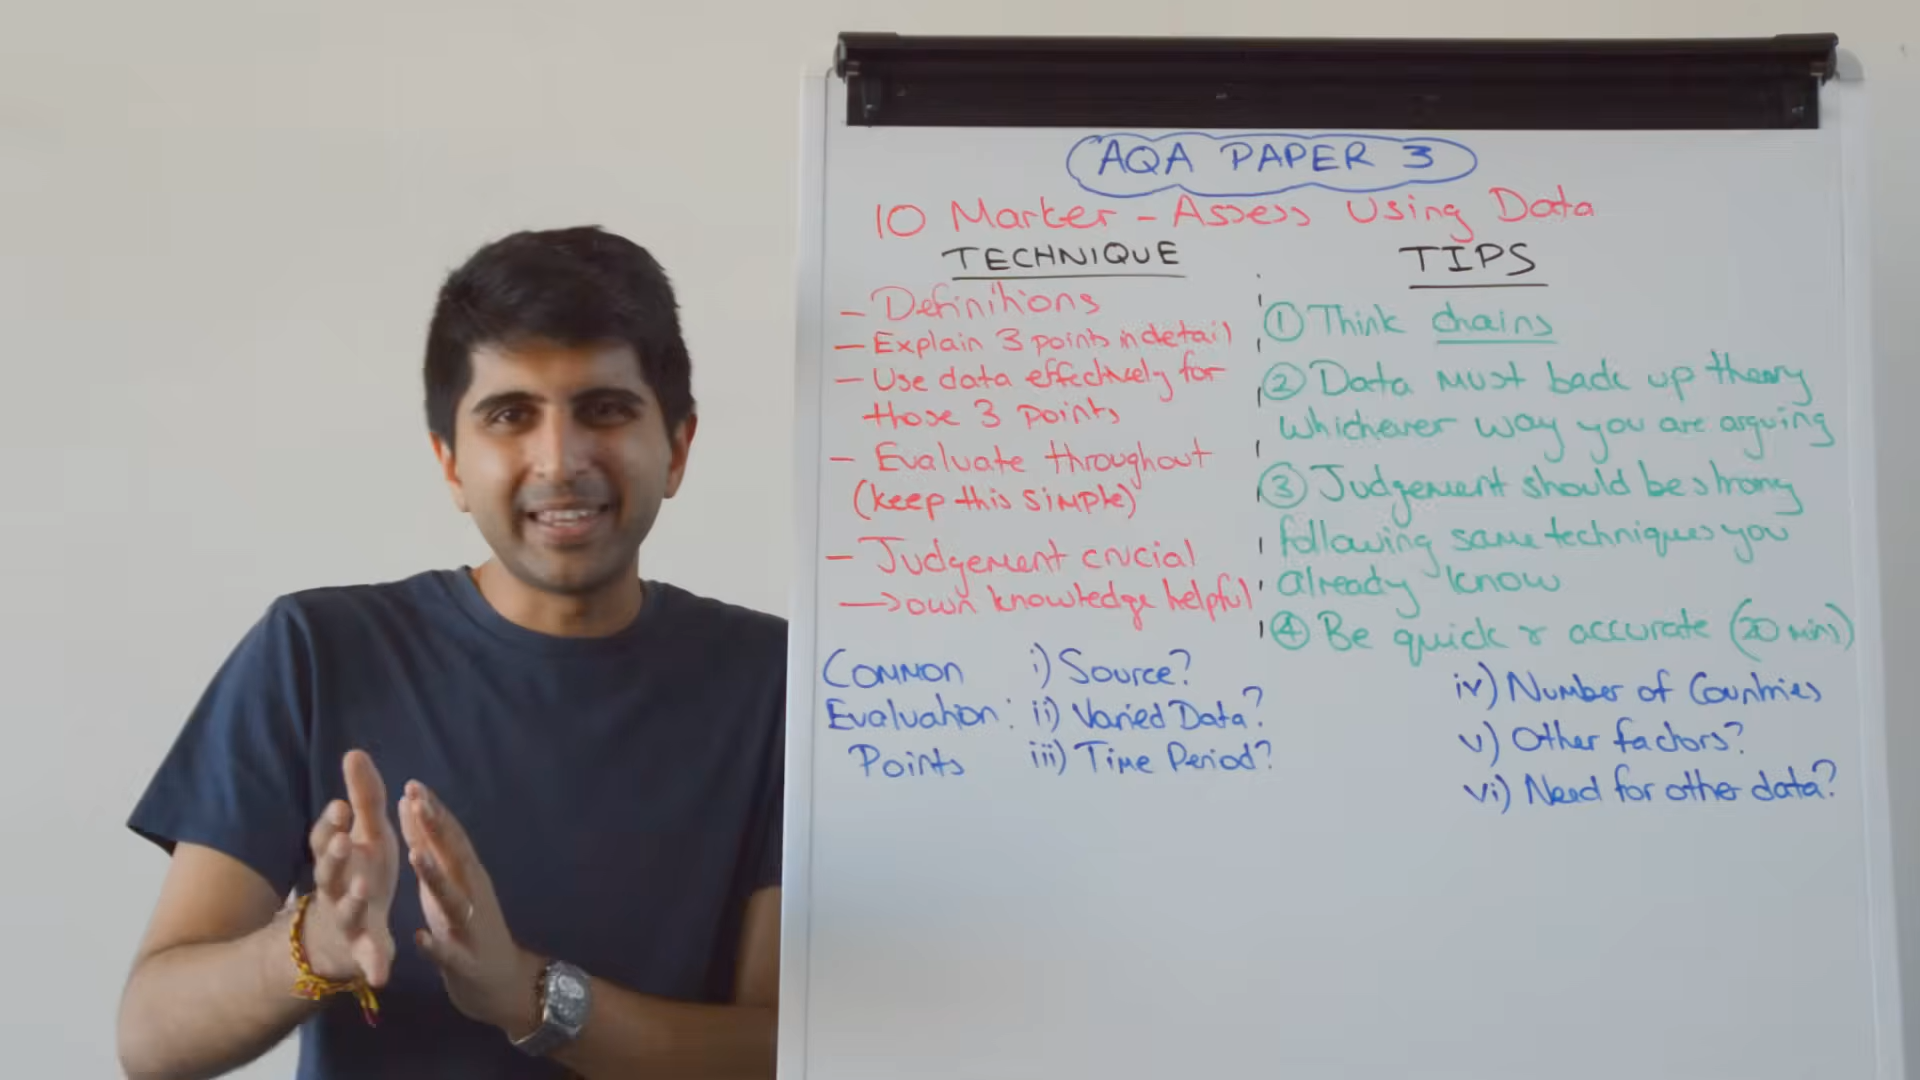 AQA PAPER 3
10 Marker - Assess Using Data
TECHNIQUE
- Definitions
- Explain 3 points in detail
- Use data effectively for
those 3 points
- Evaluate throughout
(keep this simple)
- Judgement crucial
→ own knowledge helpful
TIPS
① Think chains
② Data must back up theory
whichever way you are arguing
③ Judgement should be strong
following same techniques you
already know
④ Be quick & accurate (20 mins)
Common
Evaluation:
Points
i) Source?
ii) Varied Data?
iii) Time Period?
iv) Number of Countries
v) Other factors?
vi) Need for other data?